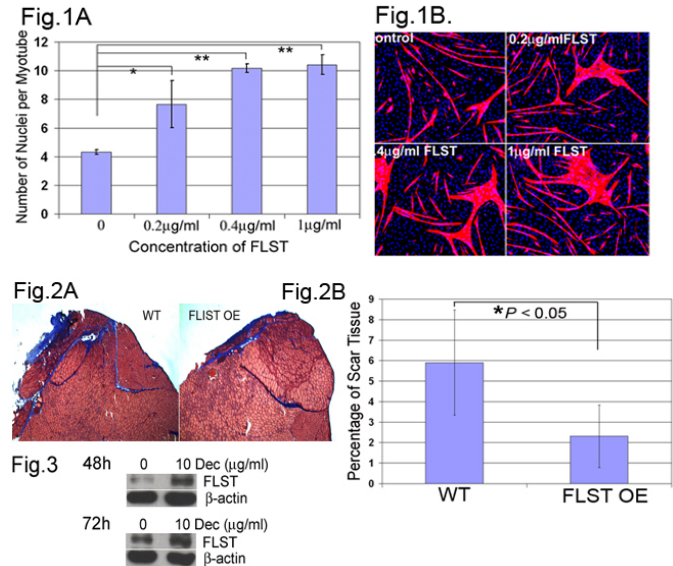 Fig.1A
Number of Nuclei per Myotube
12
10
8
6
4
2
0
*
**
**
0 0.2μg/ml 0.4μg/ml 1μg/ml
Concentration of FLST
Fig.1B.
ontrol
0.2μg/mlFLST
4μg/ml FLST
1μg/ml FLST
Fig.2A
WT
FLIST OE
Fig.2B
Percentage of Scar Tissue
9
8
7
6
5
4
3
2
1
0
*P < 0.05
WT FLST OE
Fig.3
48h 0 10 Dec (μg/ml)
FLST
β-actin
72h 0 10 Dec (μg/ml)
FLST
β-actin